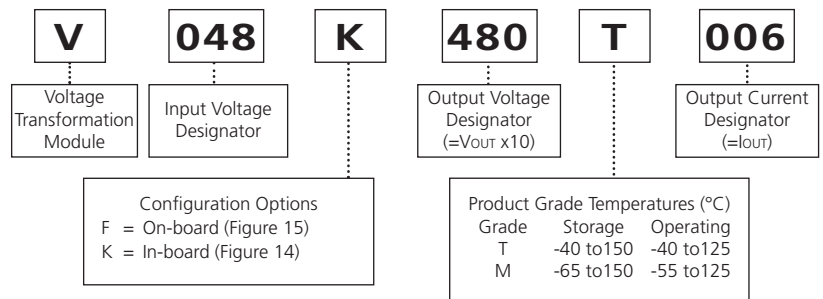 V 048 K 480 T 006
Voltage
Transformation
Module
Input Voltage
Designator
Output Voltage
Designator
(=VOUT x10)
Output Current
Designator
(=IOUT)
Configuration Options
F = On-board (Figure 15)
K = In-board (Figure 14)
Product Grade Temperatures (°C)
Grade Storage Operating
T -40 to150 -40 to125
M -65 to150 -55 to125